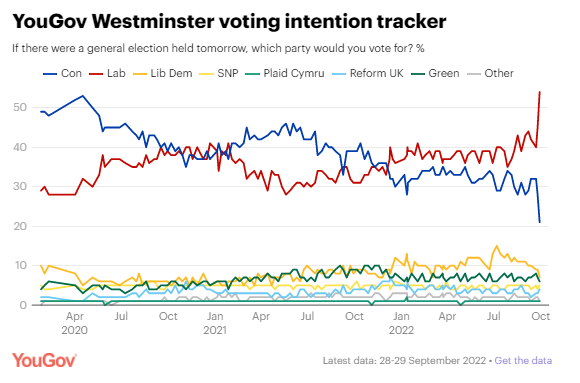 YouGov Westminster voting intention tracker
If there were a general election held tomorrow, which party would you vote for? %
Con Lab Lib Dem SNP Plaid Cymru Reform UK Green Other
50
40
30
20
10
0
Apr Jul Oct Jan Apr Jul Oct Jan Apr Jul Oct
2020 2021 2022
YouGov
Latest data: 28-29 September 2022 • Get the data